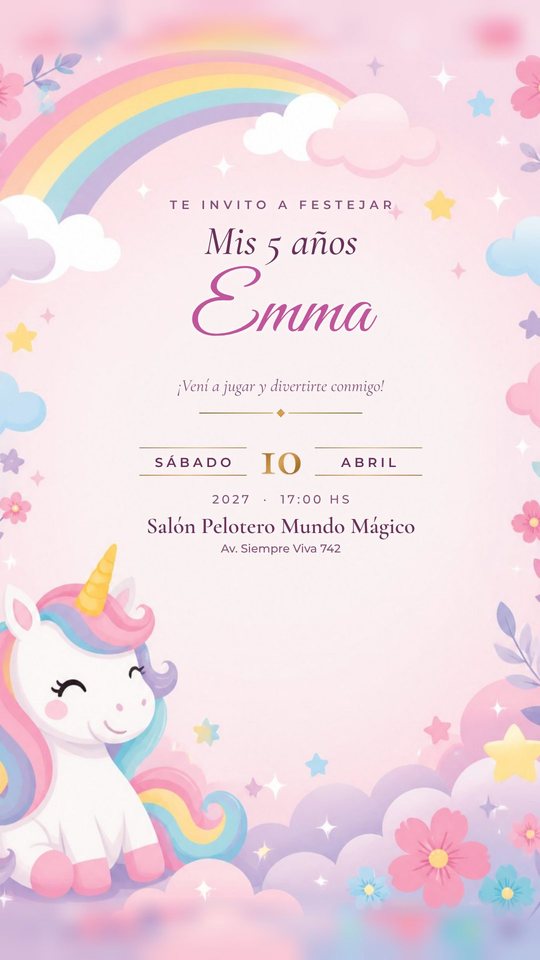 TE INVITO A FESTEJAR
Mis 5 años
Emma
¡Vení a jugar y divertirte conmigo!
SÁBADO 10 ABRIL
2027 · 17:00 HS
Salón Pelotero Mundo Mágico
Av. Siempre Viva 742